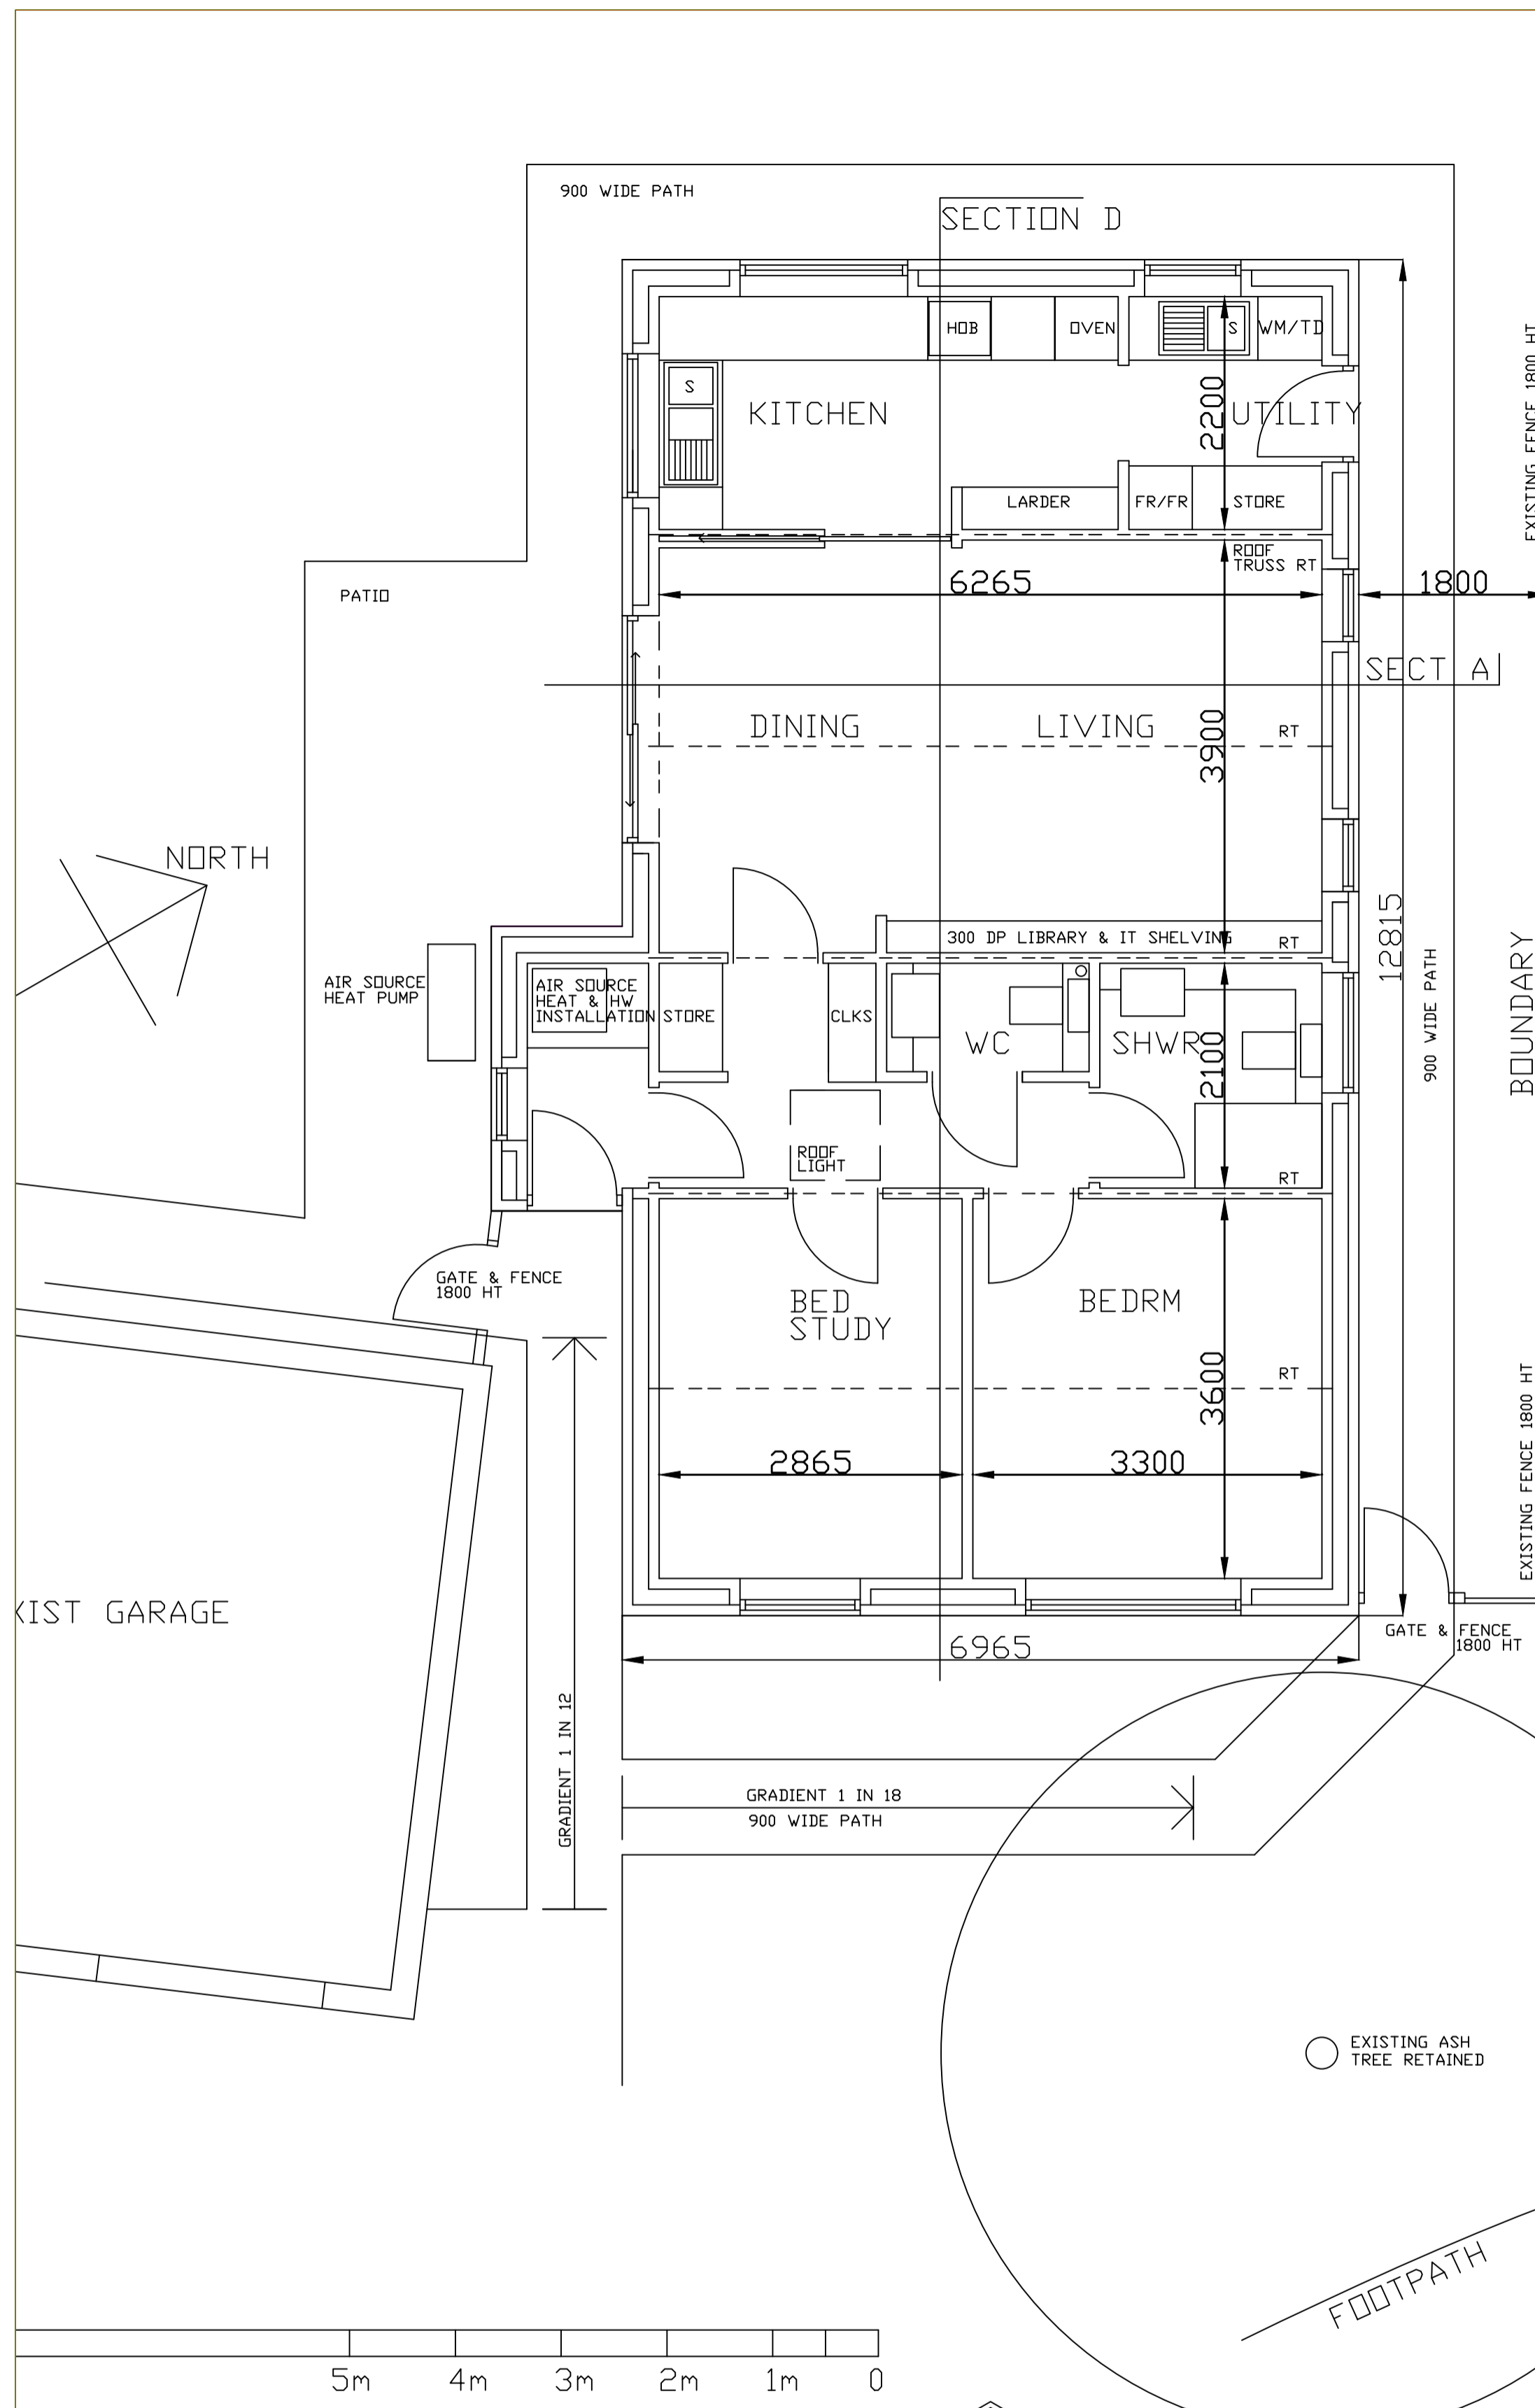 900 WIDE PATH
SECTION D
HOB
OVEN
S
WM/TD
S
KITCHEN
2200
UTILITY
EXISTING FENCE 1800 HT
LARDER
FR/FR
STORE
ROOF
TRUSS RT
6265
1800
PATIO
SECT A
DINING
LIVING
3900
RT
NORTH
12815
300 DP LIBRARY & IT SHELVING
RT
AIR SOURCE
HEAT PUMP
AIR SOURCE
HEAT & HW
INSTALLATION
STORE
CLKS
WC
SHWR
2100
900 WIDE PATH
BOUNDARY
ROOF
LIGHT
RT
GATE & FENCE
1800 HT
BED
STUDY
BEDRM
3600
RT
EXISTING FENCE 1800 HT
2865
3300
XIST GARAGE
GATE & FENCE
1800 HT
6965
GRADIENT 1 IN 12
GRADIENT 1 IN 18
900 WIDE PATH
EXISTING ASH
TREE RETAINED
FOOTPATH
5m 4m 3m 2m 1m 0